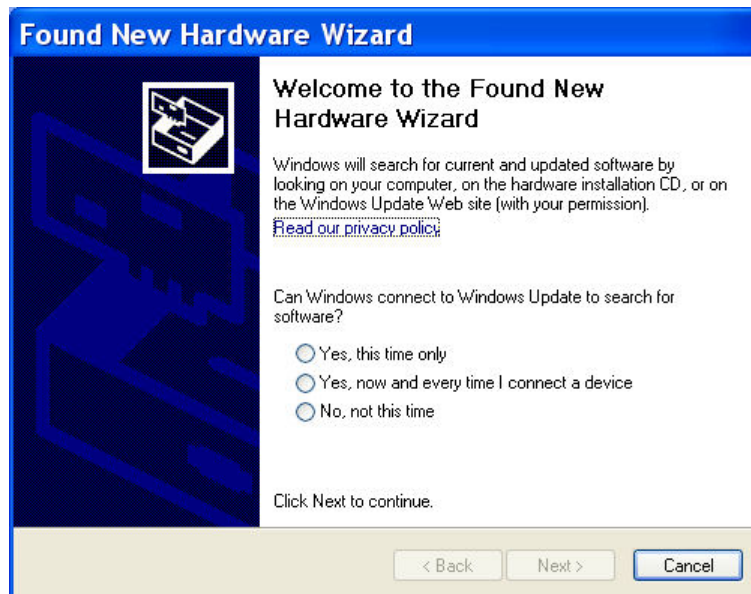 Found New Hardware Wizard
Welcome to the Found New
Hardware Wizard
Windows will search for current and updated software by
looking on your computer, on the hardware installation CD, or on
the Windows Update Web site (with your permission).
Read our privacy policy
Can Windows connect to Windows Update to search for
software?
Yes, this time only
Yes, now and every time I connect a device
No, not this time
Click Next to continue.
< Back
Next >
Cancel